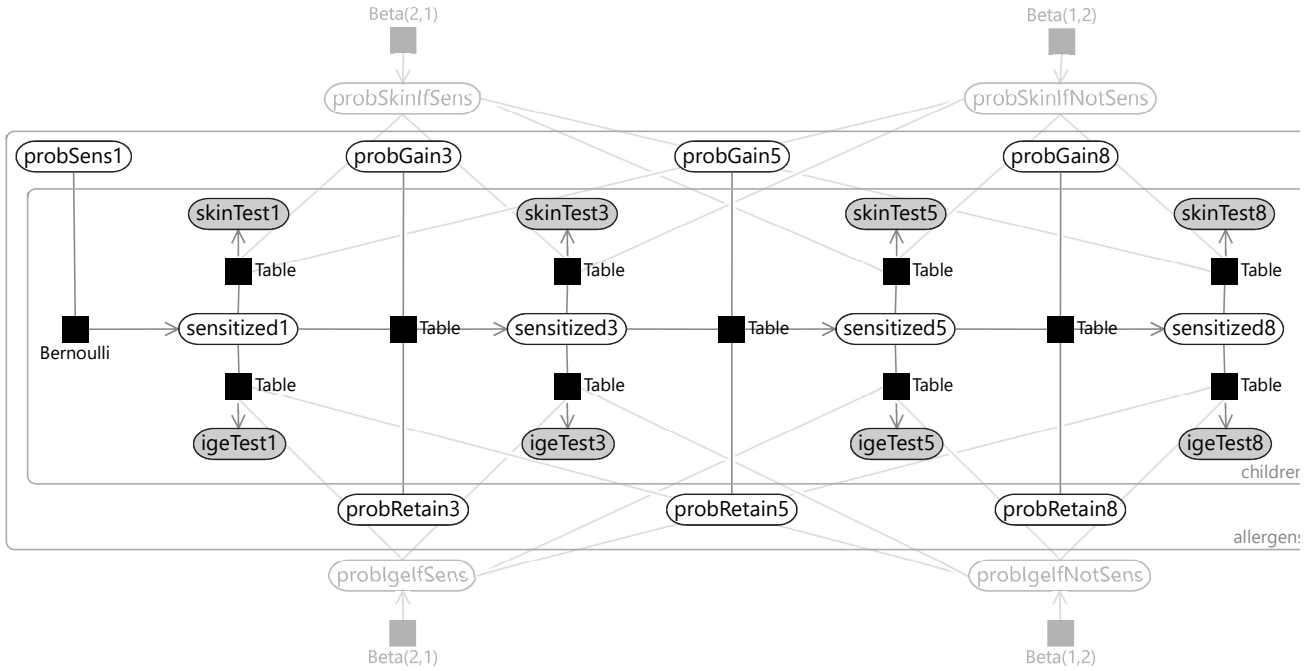 Beta(2,1)
Beta(1,2)
probSkinIfSens
probSkinIfNotSens
probSens1
probGain3
probGain5
probGain8
skinTest1
skinTest3
skinTest5
skinTest8
Table
Table
Table
Table
sensitized1
Table
sensitized3
Table
sensitized5
Table
sensitized8
Bernoulli
Table
Table
Table
Table
igeTest1
igeTest3
igeTest5
igeTest8
children
probRetain3
probRetain5
probRetain8
allergens
probIgeIfSens
probIgeIfNotSens
Beta(2,1)
Beta(1,2)